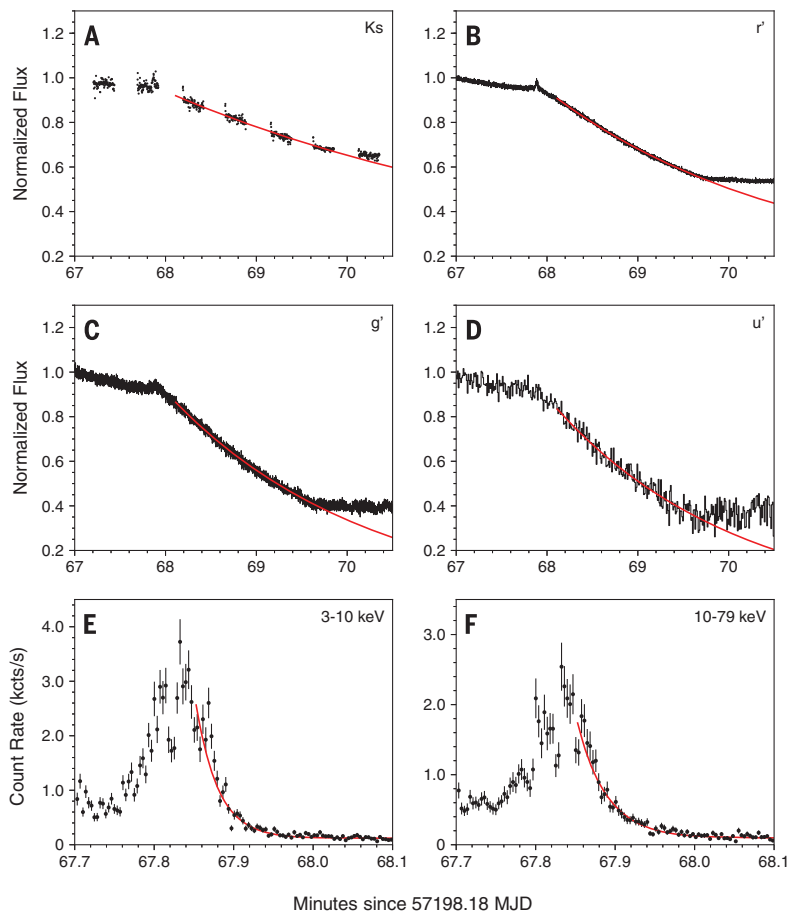 A Ks
B r'
1.2
1.0
0.8
0.6
0.4
0.2
Normalized Flux
67 68 69 70
1.2
1.0
0.8
0.6
0.4
0.2
67 68 69 70
C g'
D u'
1.2
1.0
0.8
0.6
0.4
0.2
Normalized Flux
67 68 69 70
1.2
1.0
0.8
0.6
0.4
0.2
67 68 69 70
E 3-10 keV
F 10-79 keV
4.0
3.0
2.0
1.0
0
Count Rate (kcts/s)
67.7 67.8 67.9 68.0 68.1
3.0
2.0
1.0
0
67.7 67.8 67.9 68.0 68.1
Minutes since 57198.18 MJD